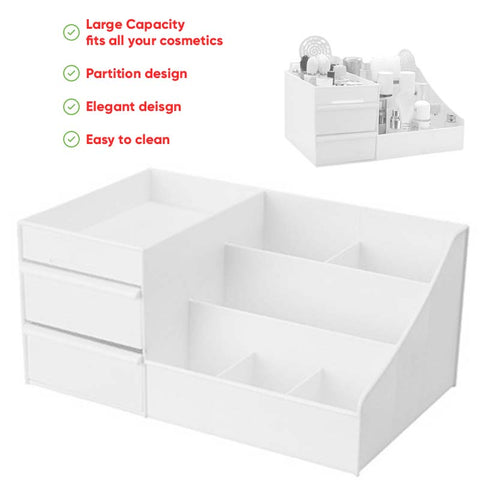 Large Capacity
fits all your cosmetics
Partition design
Elegant deisgn
Easy to clean